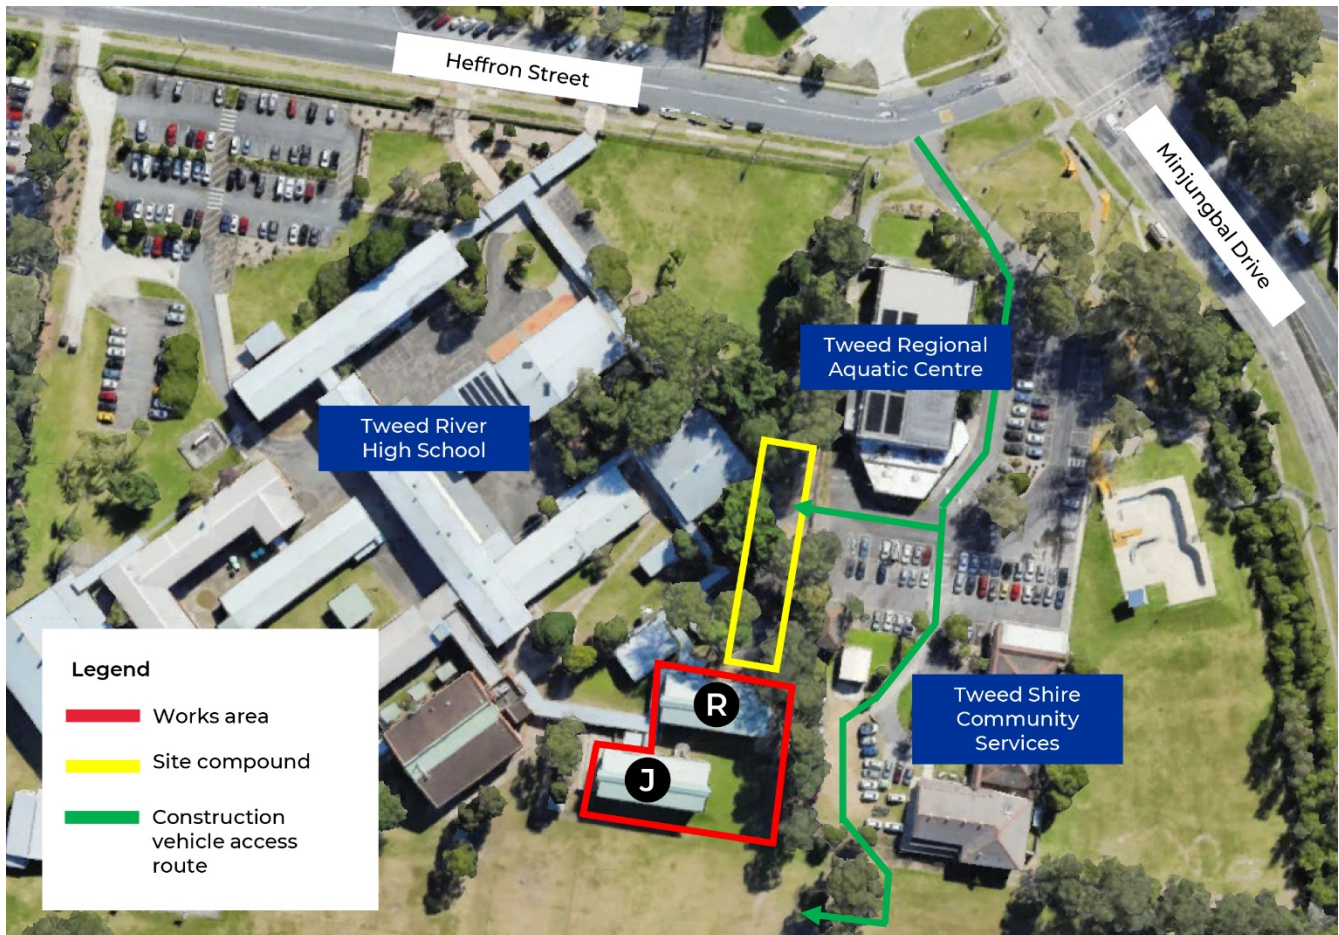 Heffron Street
Minjungbal Drive
Tweed Regional
Aquatic Centre
Tweed River
High School
R
J
Tweed Shire
Community
Services
Legend
Works area
Site compound
Construction
vehicle access
route